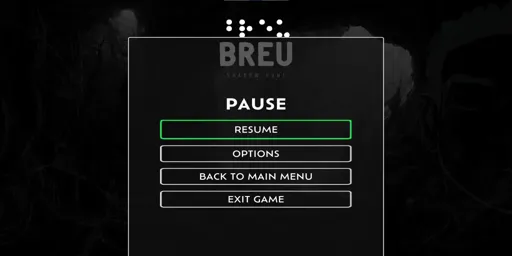 BREU
PAUSE
RESUME
OPTIONS
BACK TO MAIN MENU
EXIT GAME